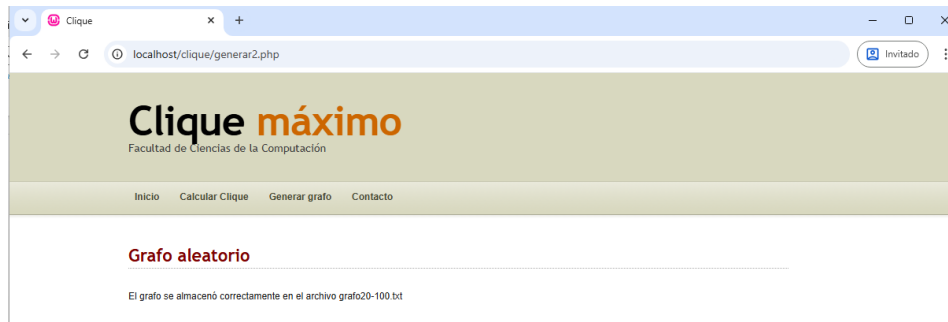 Clique
localhost/clique/generar2.php
Invitado
Clique máximo
Facultad de Ciencias de la Computación
Inicio Calcular Clique Generar grafo Contacto
Grafo aleatorio
El grafo se almacenó correctamente en el archivo grafo20-100.txt